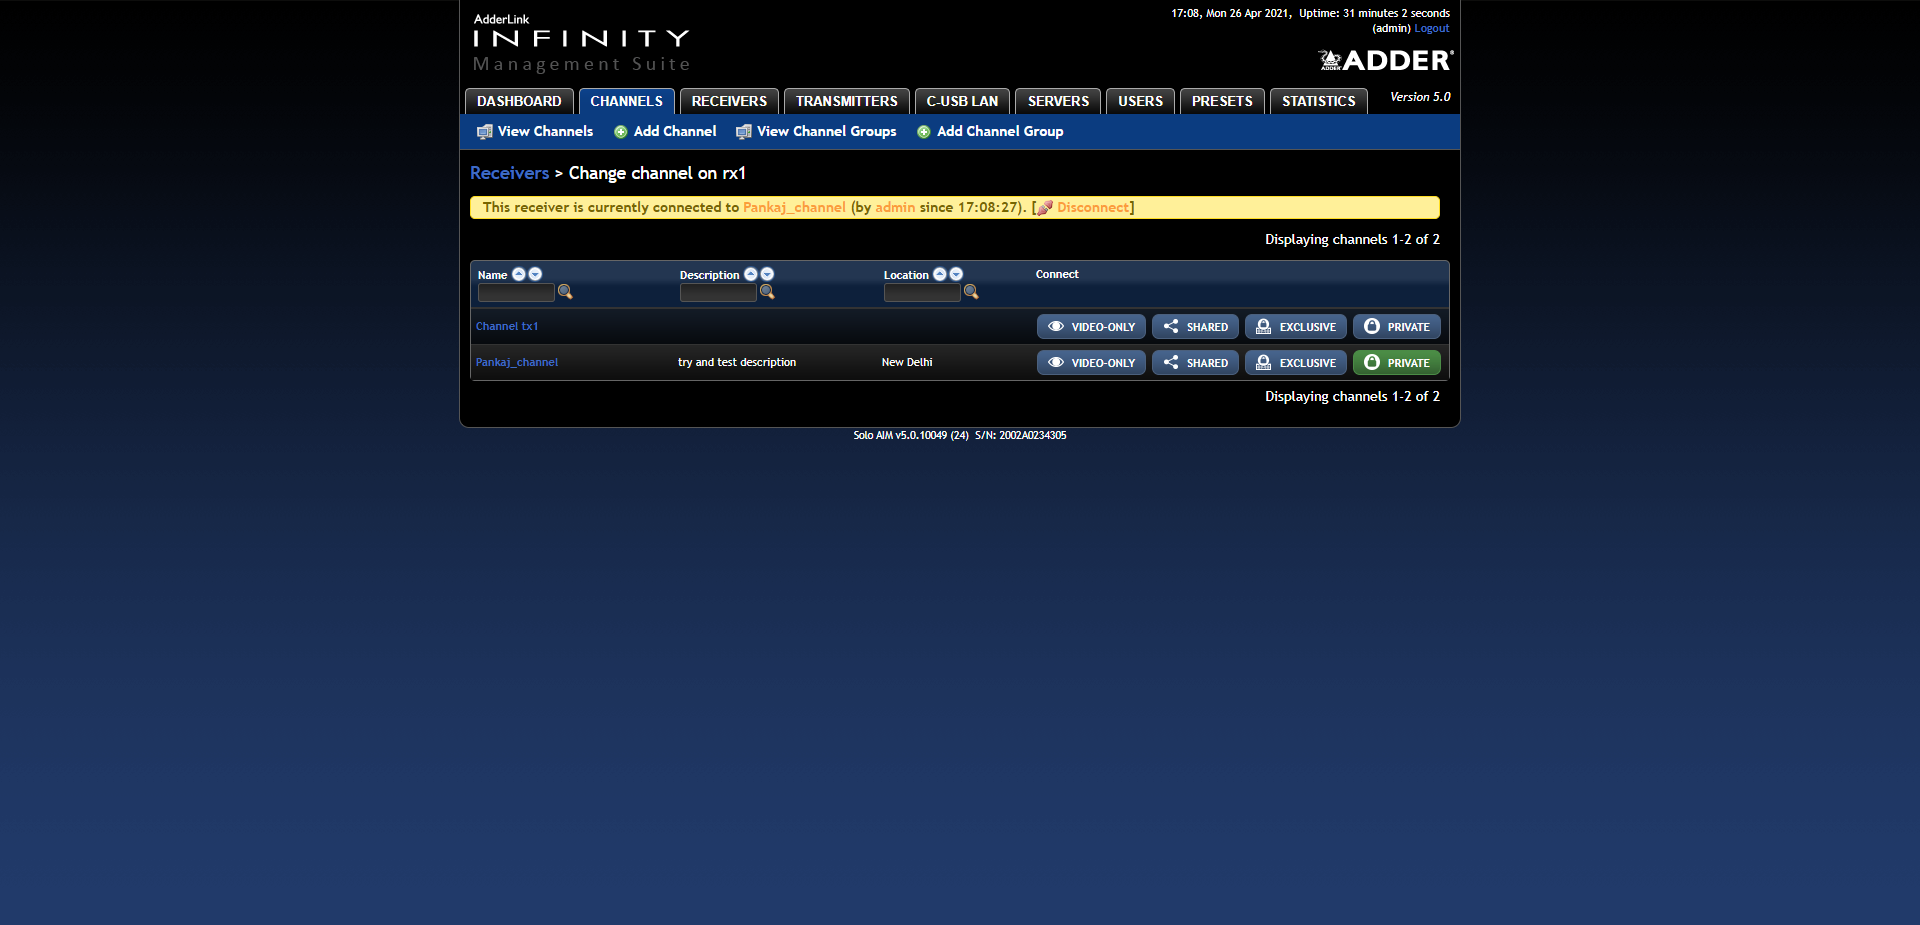 AdderLink
INFINITY
Management Suite
17:08, Mon 26 Apr 2021, Uptime: 31 minutes 2 seconds
(admin) Logout
ADDER
ADDER
DASHBOARD CHANNELS RECEIVERS TRANSMITTERS C-USB LAN SERVERS USERS PRESETS STATISTICS Version 5.0
View Channels Add Channel View Channel Groups Add Channel Group
Receivers > Change channel on rx1
This receiver is currently connected to Pankaj_channel (by admin since 17:08:27). [ Disconnect]
Displaying channels 1-2 of 2
Name Description Location Connect
Channel tx1 VIDEO-ONLY SHARED EXCLUSIVE PRIVATE
Pankaj_channel try and test description New Delhi VIDEO-ONLY SHARED EXCLUSIVE PRIVATE
Displaying channels 1-2 of 2
Solo AIM v5.0.10049 (24) S/N: 2002A0234305